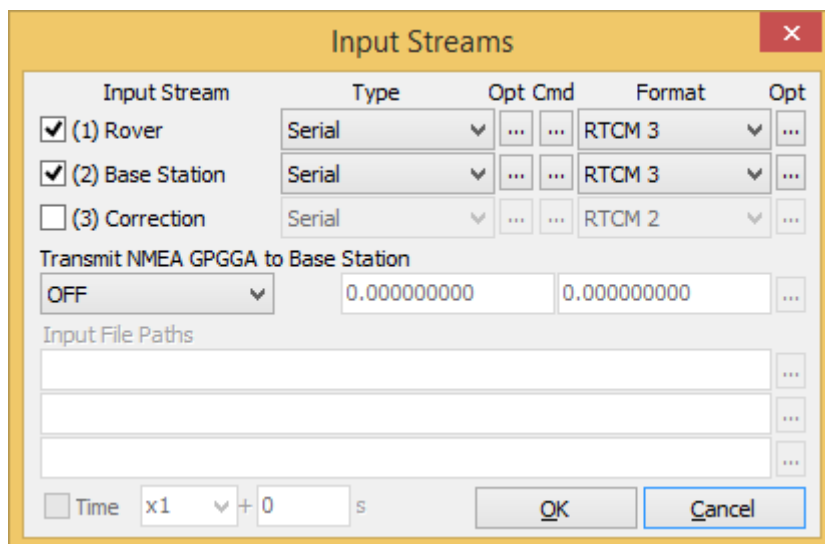 Input Streams
Input Stream Type Opt Cmd Format Opt
(1) Rover Serial ... ... RTCM 3 ...
(2) Base Station Serial ... ... RTCM 3 ...
(3) Correction Serial ... ... RTCM 2 ...
Transmit NMEA GPGGA to Base Station
OFF 0.000000000 0.000000000 ...
Input File Paths
...
...
...
Time x1 + 0 s OK Cancel